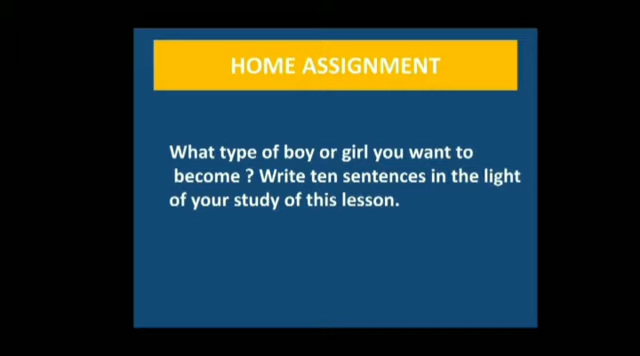 HOME ASSIGNMENT
What type of boy or girl you want to
become ? Write ten sentences in the light
of your study of this lesson.